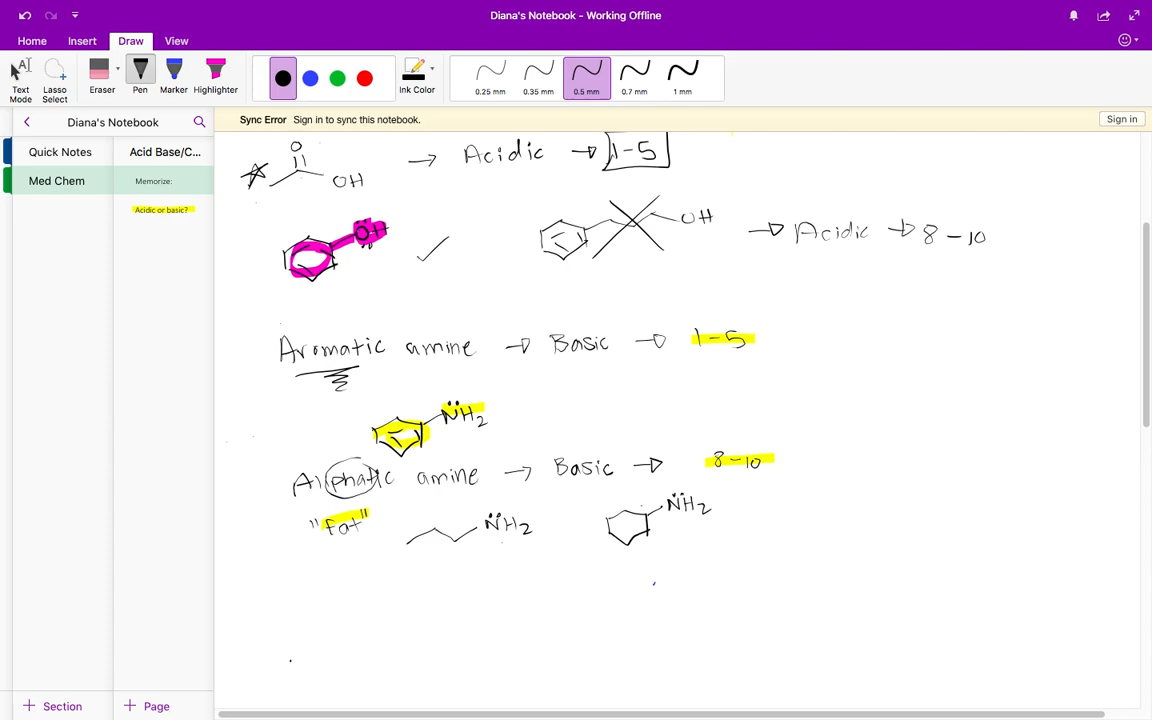 Diana's Notebook - Working Offline
Home Insert Draw View
Text Mode
Lasso Select
Eraser
Pen
Marker
Highlighter
Ink Color
0.25 mm
0.35 mm
0.5 mm
0.7 mm
1 mm
Diana's Notebook
Sync Error Sign in to sync this notebook.
Sign in
Quick Notes
Acid Base/C...
Med Chem
Memorize:
Acidic or basic?
O
OH → Acidic → 1-5
OH
OH → Acidic → 8-10
Aromatic amine → Basic → 1-5
NH2
Aliphatic amine → Basic → 8-10
"Fat"
NH2
NH2
+ Section
+ Page